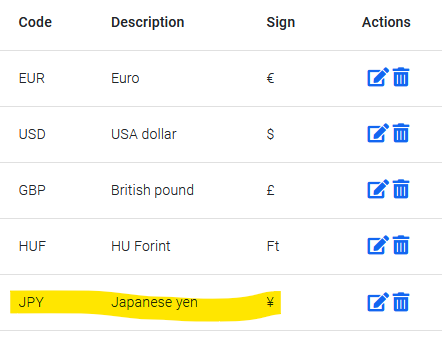 Code Description Sign Actions
EUR Euro €
USD USA dollar $
GBP British pound £
HUF HU Forint Ft
JPY Japanese yen ¥